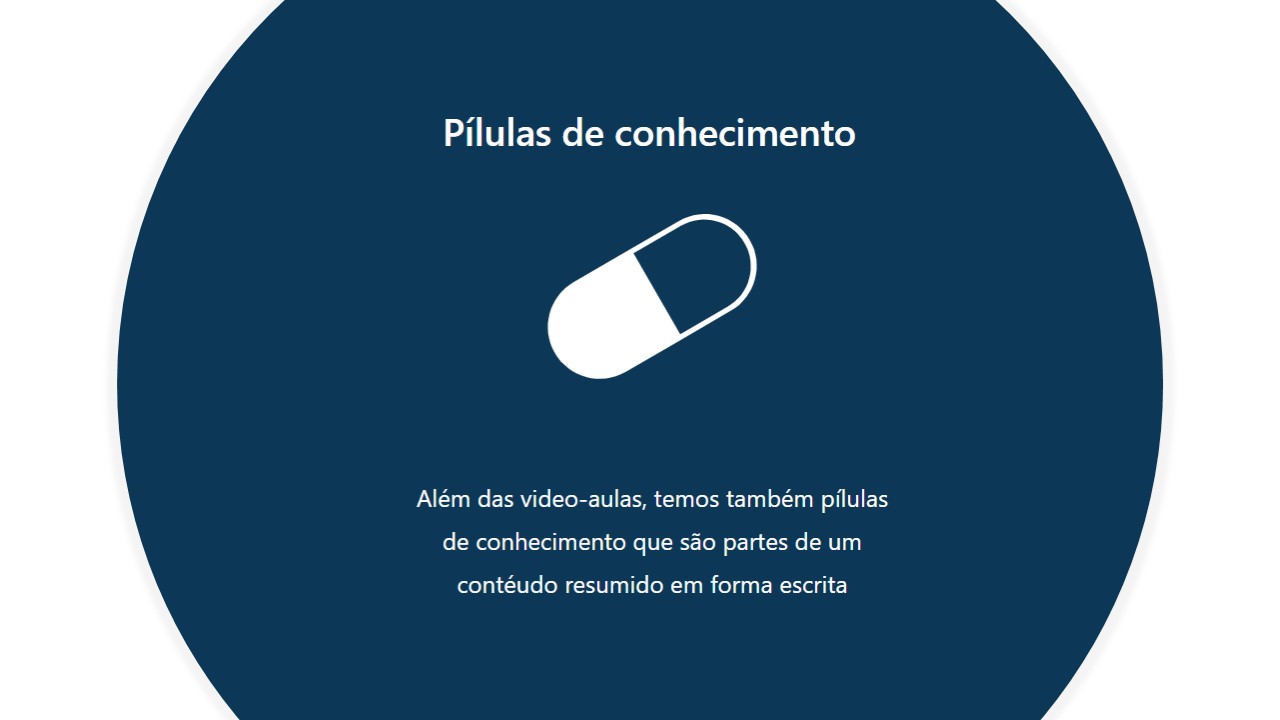 Pílulas de conhecimento
Além das video-aulas, temos também pílulas
de conhecimento que são partes de um
contéudo resumido em forma escrita